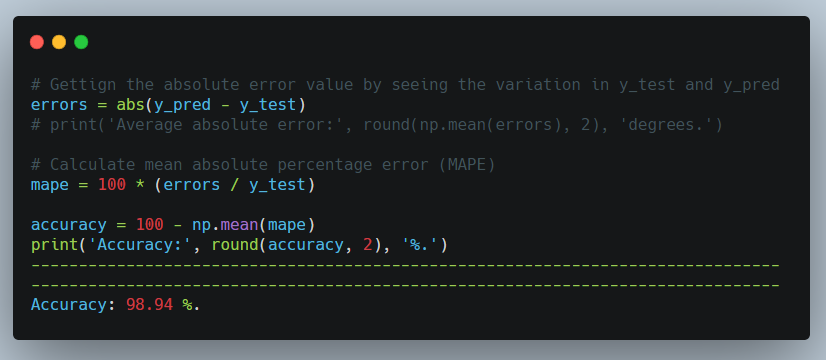 # Gettign the absolute error value by seeing the variation in y_test and y_pred
errors = abs(y_pred - y_test)
# print('Average absolute error:', round(np.mean(errors), 2), 'degrees.')
# Calculate mean absolute percentage error (MAPE)
mape = 100 * (errors / y_test)
accuracy = 100 - np.mean(mape)
print('Accuracy:', round(accuracy, 2), '%.')
-------------------------------------------------------------------------------
-------------------------------------------------------------------------------
Accuracy: 98.94 %.